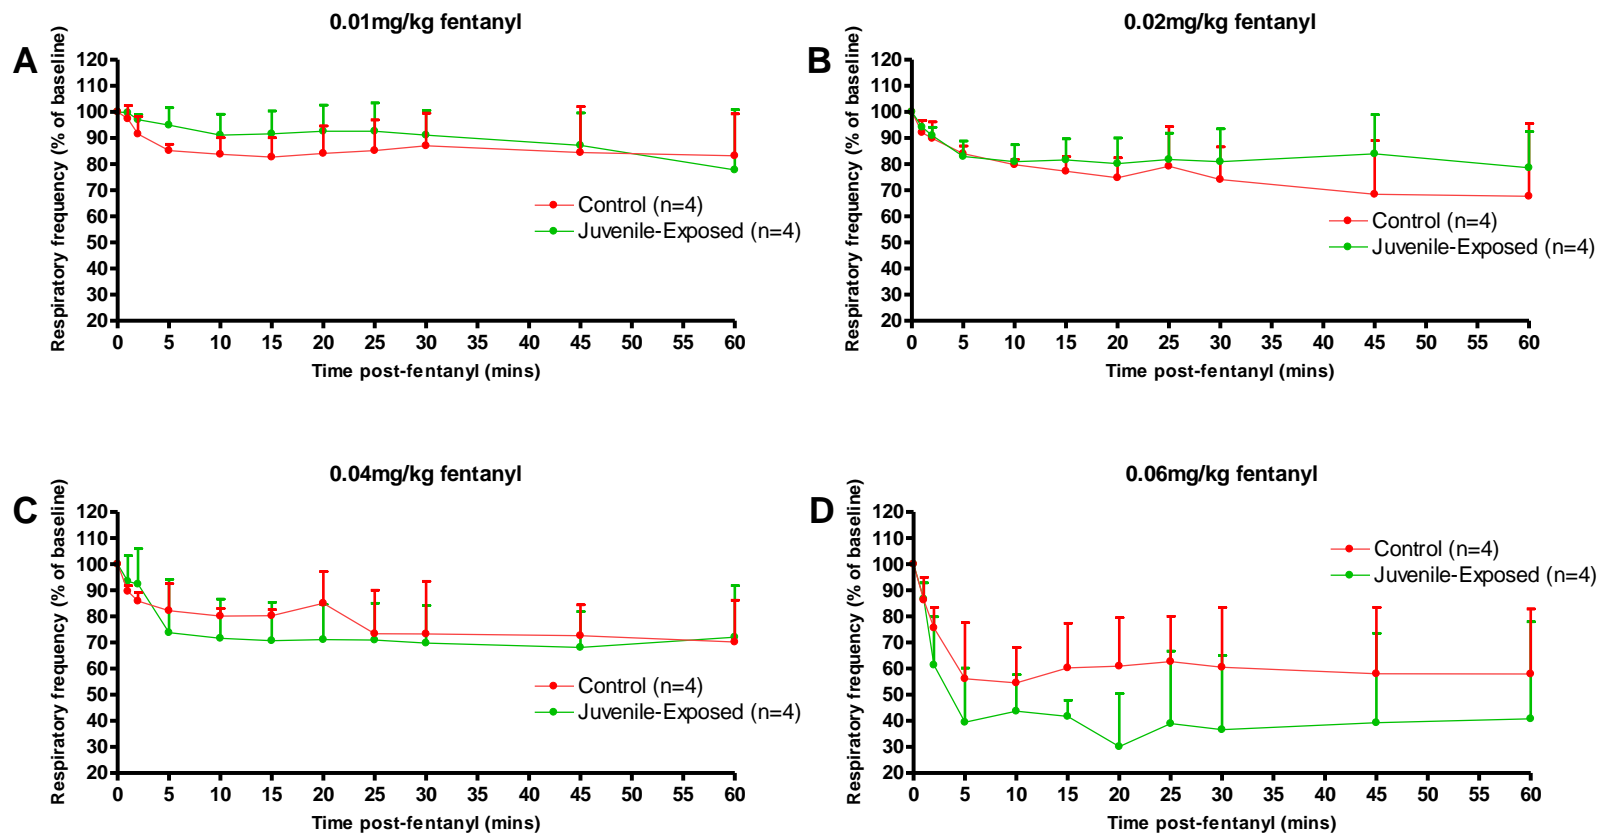 0.01mg/kg fentanyl
A
Respiratory frequency (% of baseline)
120
110
100
90
80
70
60
50
40
30
20
Control (n=4)
Juvenile-Exposed (n=4)
0 5 10 15 20 25 30 35 40 45 50 55 60
Time post-fentanyl (mins)
0.02mg/kg fentanyl
B
Respiratory frequency (% of baseline)
120
110
100
90
80
70
60
50
40
30
20
Control (n=4)
Juvenile-Exposed (n=4)
0 5 10 15 20 25 30 35 40 45 50 55 60
Time post-fentanyl (mins)
0.04mg/kg fentanyl
C
Respiratory frequency (% of baseline)
120
110
100
90
80
70
60
50
40
30
20
Control (n=4)
Juvenile-Exposed (n=4)
0 5 10 15 20 25 30 35 40 45 50 55 60
Time post-fentanyl (mins)
0.06mg/kg fentanyl
D
Respiratory frequency (% of baseline)
120
110
100
90
80
70
60
50
40
30
20
Control (n=4)
Juvenile-Exposed (n=4)
0 5 10 15 20 25 30 35 40 45 50 55 60
Time post-fentanyl (mins)